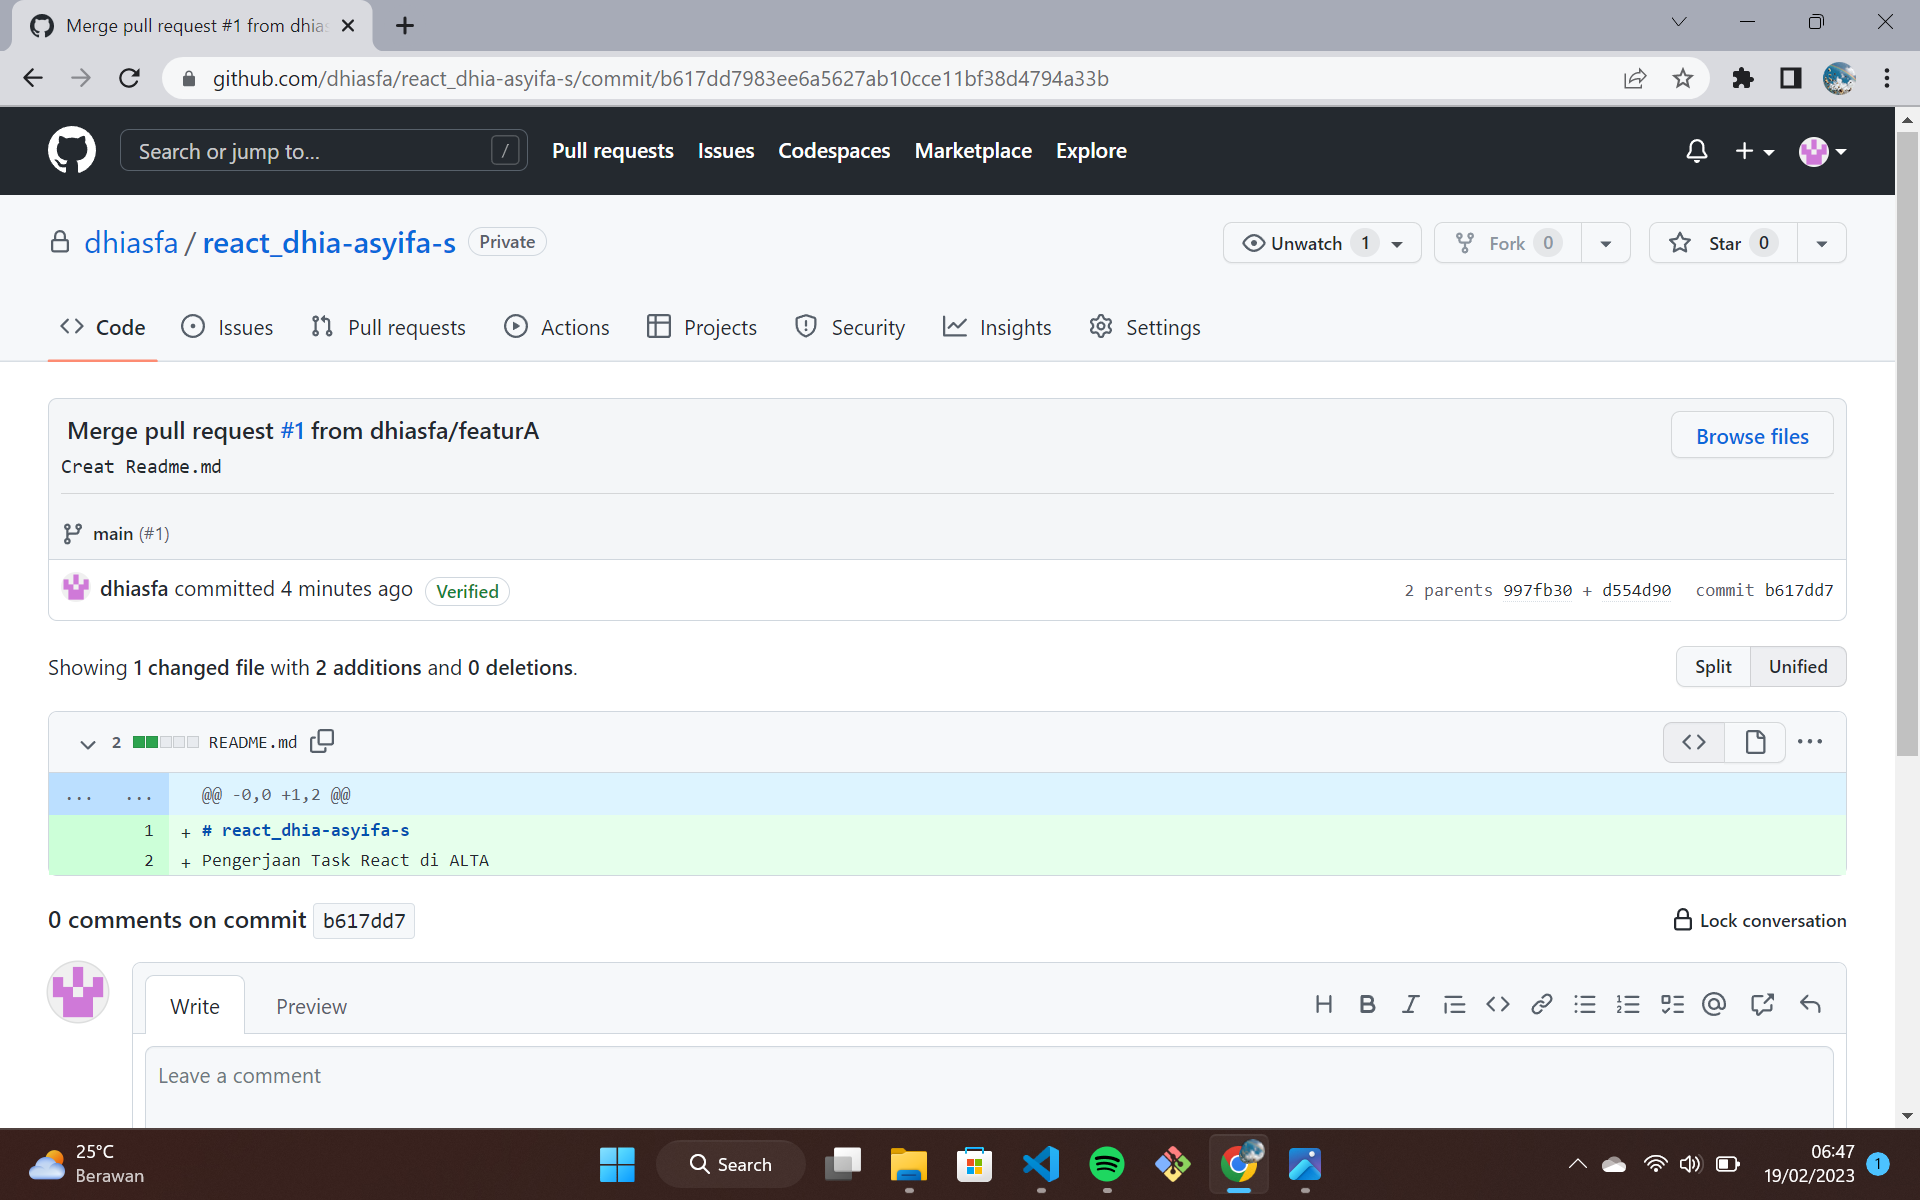 Merge pull request #1 from dhias
github.com/dhiasfa/react_dhia-asyifa-s/commit/b617dd7983ee6a5627ab10cce11bf38d4794a33b
Search or jump to... / Pull requests Issues Codespaces Marketplace Explore
dhiasfa / react_dhia-asyifa-s Private Unwatch 1 Fork 0 Star 0
Code Issues Pull requests Actions Projects Security Insights Settings
Merge pull request #1 from dhiasfa/featurA
Browse files
Creat Readme.md
main (#1)
dhiasfa committed 4 minutes ago Verified 2 parents 997fb30 + d554d90 commit b617dd7
Showing 1 changed file with 2 additions and 0 deletions. Split Unified
2 README.md
... ... @@ -0,0 +1,2 @@
1 + # react_dhia-asyifa-s
2 + Pengerjaan Task React di ALTA
0 comments on commit b617dd7 Lock conversation
Write Preview
Leave a comment
25°C
Berawan
Search
06:47
19/02/2023
1